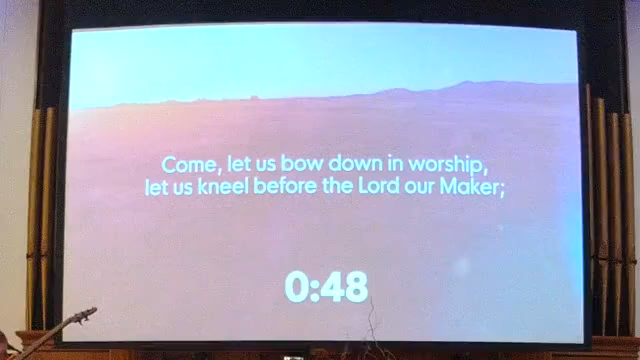 Come, let us bow down in worship,
let us kneel before the Lord our Maker;
0:48